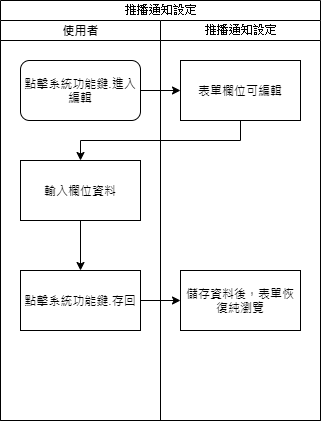 推播通知設定
使用者
推播通知設定
點擊系統功能鍵.進入
編輯
表單欄位可編輯
輸入欄位資料
點擊系統功能鍵.存回
儲存資料後，表單恢
復純瀏覽